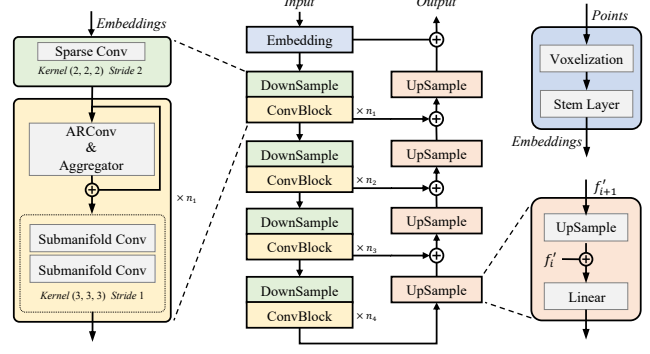 Embeddings
Sparse Conv
Kernel (2, 2, 2) Stride 2
ARConv
&
Aggregator
× n₁
Submanifold Conv
Submanifold Conv
Kernel (3, 3, 3) Stride 1
Input
Output
Embedding
DownSample
ConvBlock
× n₁
UpSample
DownSample
ConvBlock
× n₂
UpSample
DownSample
ConvBlock
× n₃
UpSample
DownSample
ConvBlock
× n₄
UpSample
Points
Voxelization
Stem Layer
Embeddings
f′ᵢ₊₁
UpSample
fᵢ′
Linear